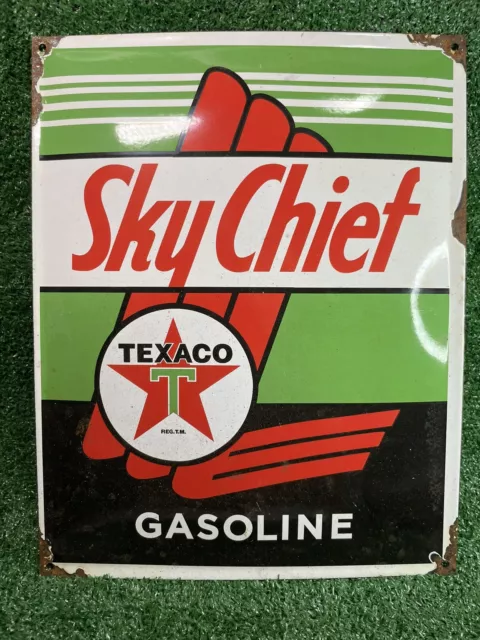 Sky Chief
TEXACO
T
REG.T.M.
GASOLINE